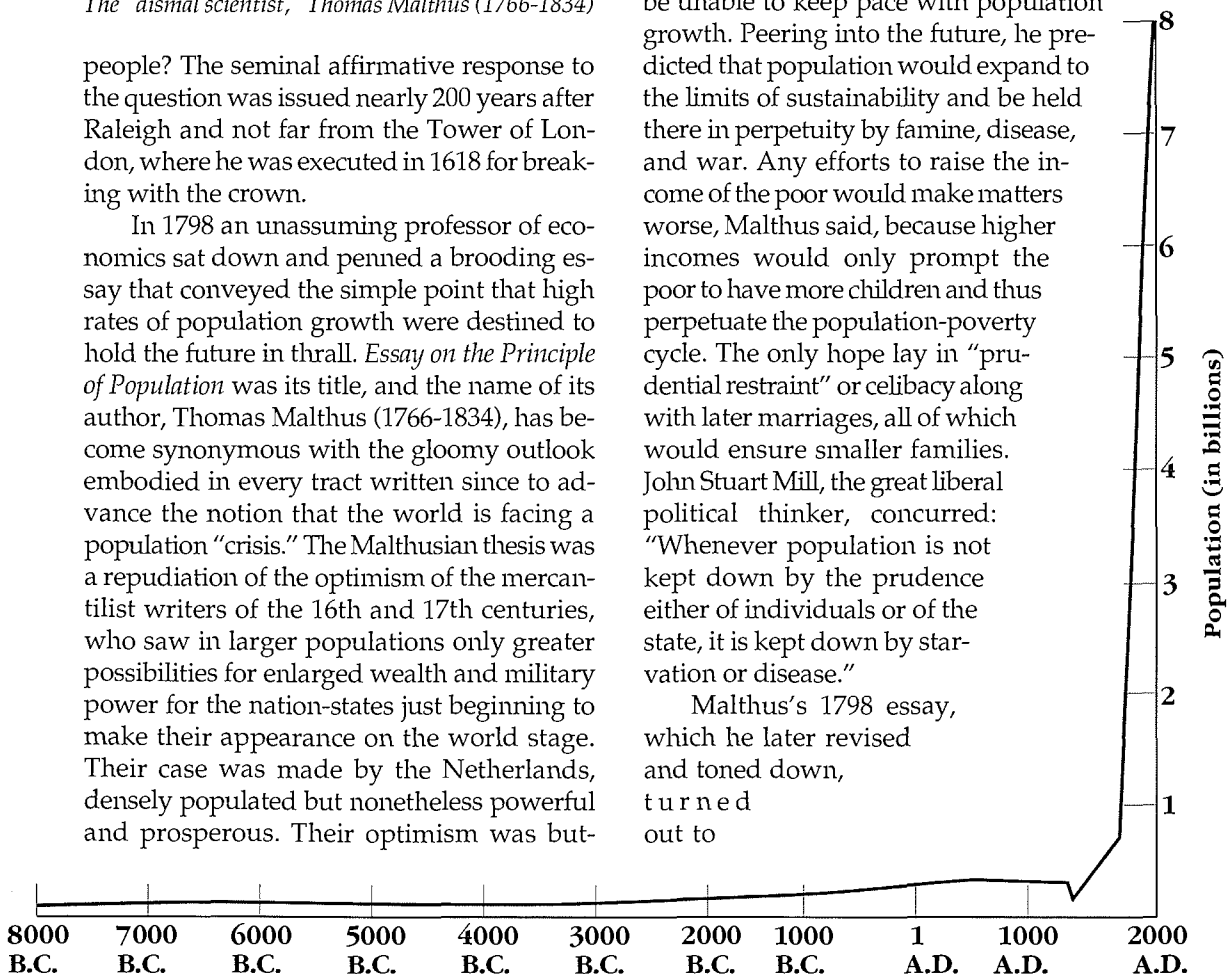 The "dismal scientist," Thomas Malthus (1766-1834)
people? The seminal affirmative response to
the question was issued nearly 200 years after
Raleigh and not far from the Tower of Lon-
don, where he was executed in 1618 for break-
ing with the crown.
In 1798 an unassuming professor of eco-
nomics sat down and penned a brooding es-
say that conveyed the simple point that high
rates of population growth were destined to
hold the future in thrall. Essay on the Principle
of Population was its title, and the name of its
author, Thomas Malthus (1766-1834), has be-
come synonymous with the gloomy outlook
embodied in every tract written since to ad-
vance the notion that the world is facing a
population "crisis." The Malthusian thesis was
a repudiation of the optimism of the mercan-
tilist writers of the 16th and 17th centuries,
who saw in larger populations only greater
possibilities for enlarged wealth and military
power for the nation-states just beginning to
make their appearance on the world stage.
Their case was made by the Netherlands,
densely populated but nonetheless powerful
and prosperous. Their optimism was but-
be unable to keep pace with population
growth. Peering into the future, he pre-
dicted that population would expand to
the limits of sustainability and be held
there in perpetuity by famine, disease,
and war. Any efforts to raise the in-
come of the poor would make matters
worse, Malthus said, because higher
incomes would only prompt the
poor to have more children and thus
perpetuate the population-poverty
cycle. The only hope lay in "pru-
dential restraint" or celibacy along
with later marriages, all of which
would ensure smaller families.
John Stuart Mill, the great liberal
political thinker, concurred:
"Whenever population is not
kept down by the prudence
either of individuals or of the
state, it is kept down by star-
vation or disease."
Malthus's 1798 essay,
which he later revised
and toned down,
turned
out to
8
7
6
5
4
3
2
1
Population (in billions)
8000 7000 6000 5000 4000 3000 2000 1000 1 1000 2000
B.C. B.C. B.C. B.C. B.C. B.C. B.C. B.C. A.D. A.D. A.D.